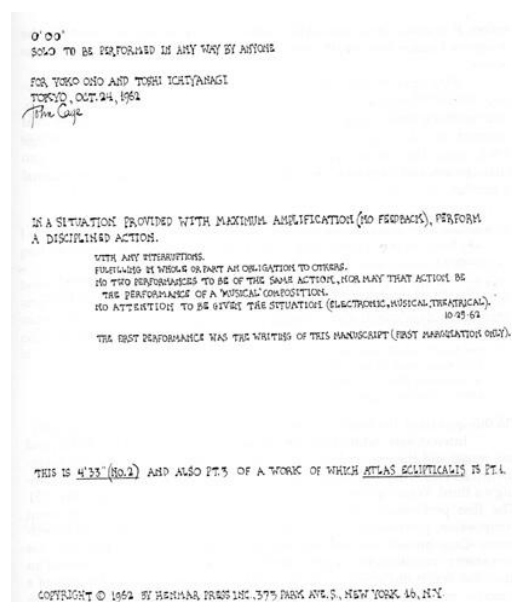 0'00"
SOLO TO BE PERFORMED IN ANY WAY BY ANYONE
FOR YOKO ONO AND TOSHI ICHIYANAGI
TOKYO, OCT. 24, 1962
John Cage
IN A SITUATION PROVIDED WITH MAXIMUM AMPLIFICATION (NO FEEDBACK), PERFORM
A DISCIPLINED ACTION.
WITH ANY INTERRUPTIONS.
FULFILLING IN WHOLE OR PART AN OBLIGATION TO OTHERS.
NO TWO PERFORMANCES TO BE OF THE SAME ACTION, NOR MAY THAT ACTION BE
THE PERFORMANCE OF A 'MUSICAL' COMPOSITION.
NO ATTENTION TO BE GIVEN THE SITUATION (ELECTRONIC, MUSICAL, THEATRICAL).
10-29-62
THE FIRST PERFORMANCE WAS THE WRITING OF THIS MANUSCRIPT (FIRST MARGINATION ONLY).
THIS IS 4'33" (NO.2) AND ALSO PT.3 OF A WORK OF WHICH ATLAS ECLIPTICALIS IS PT.1.
COPYRIGHT © 1962 BY HENMAR PRESS INC., 373 PARK AVE. S., NEW YORK 16, N.Y.